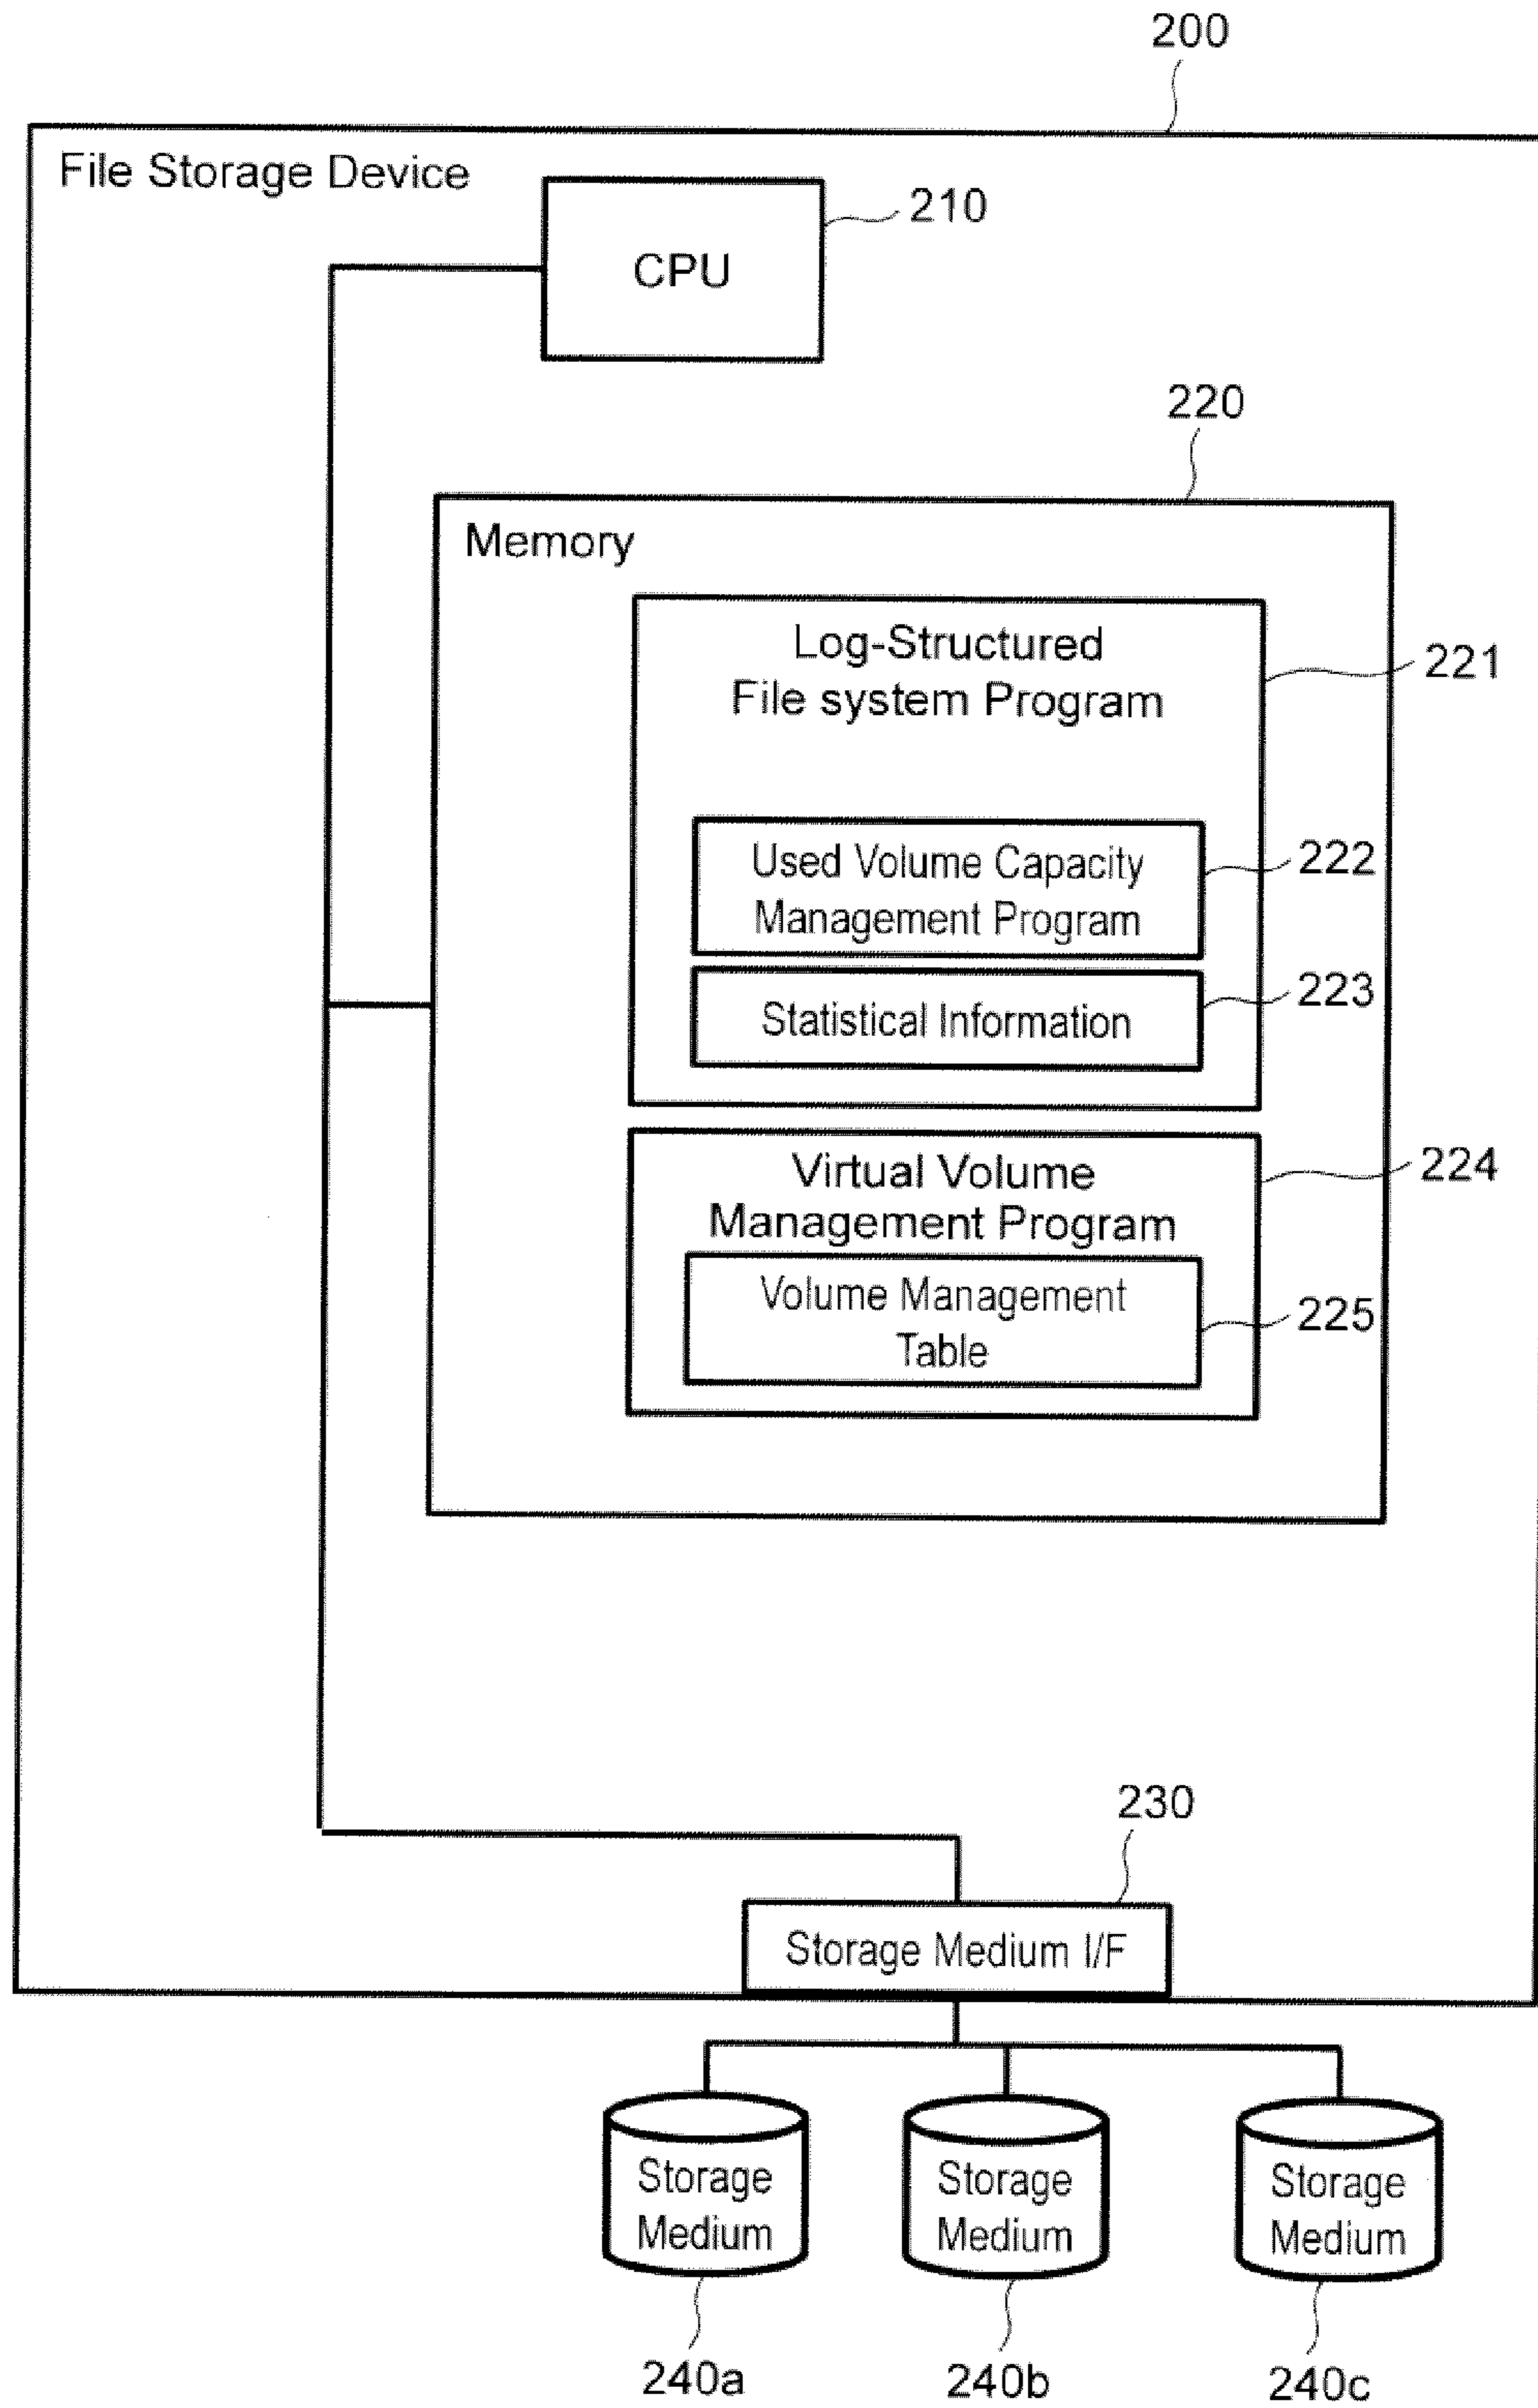 200
File Storage Device
210
CPU
220
Memory
Log-Structured
File system Program
221
Used Volume Capacity
Management Program
222
Statistical Information
223
Virtual Volume
Management Program
224
Volume Management
Table
225
230
Storage Medium I/F
Storage
Medium
Storage
Medium
Storage
Medium
240a
240b
240c